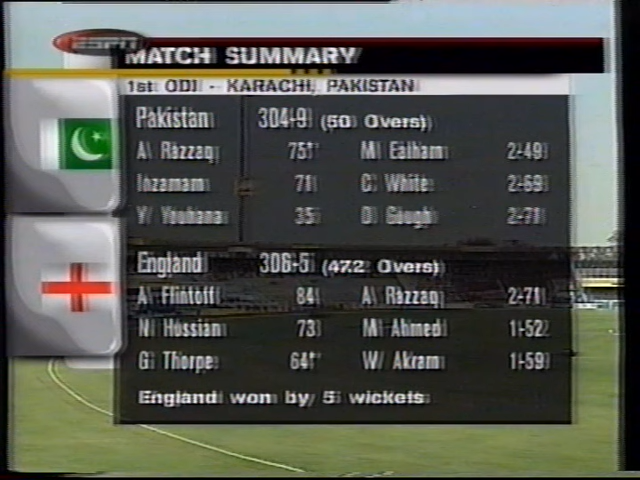 ESPN
MATCH SUMMARY
1st ODI - KARACHI, PAKISTAN
Pakistan 304-9 (50 Overs)
A Razzaq 75* M Ealham 2-49
Inzamam 71 C White 2-69
Y Youhana 35 D Gough 2-71
England 306-5 (47.2 Overs)
A Flintoff 84 A Razzaq 2-71
N Hussian 73 M Ahmed 1-52
G Thorpe 64* W Akram 1-59
England won by 5 wickets